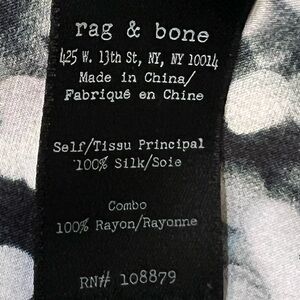 rag & bone
425 W. 13th St, NY, NY 10014
Made in China/
Fabriqué en Chine
Self/Tissu Principal
100% Silk/Soie
Combo
100% Rayon/Rayonne
RN# 108879